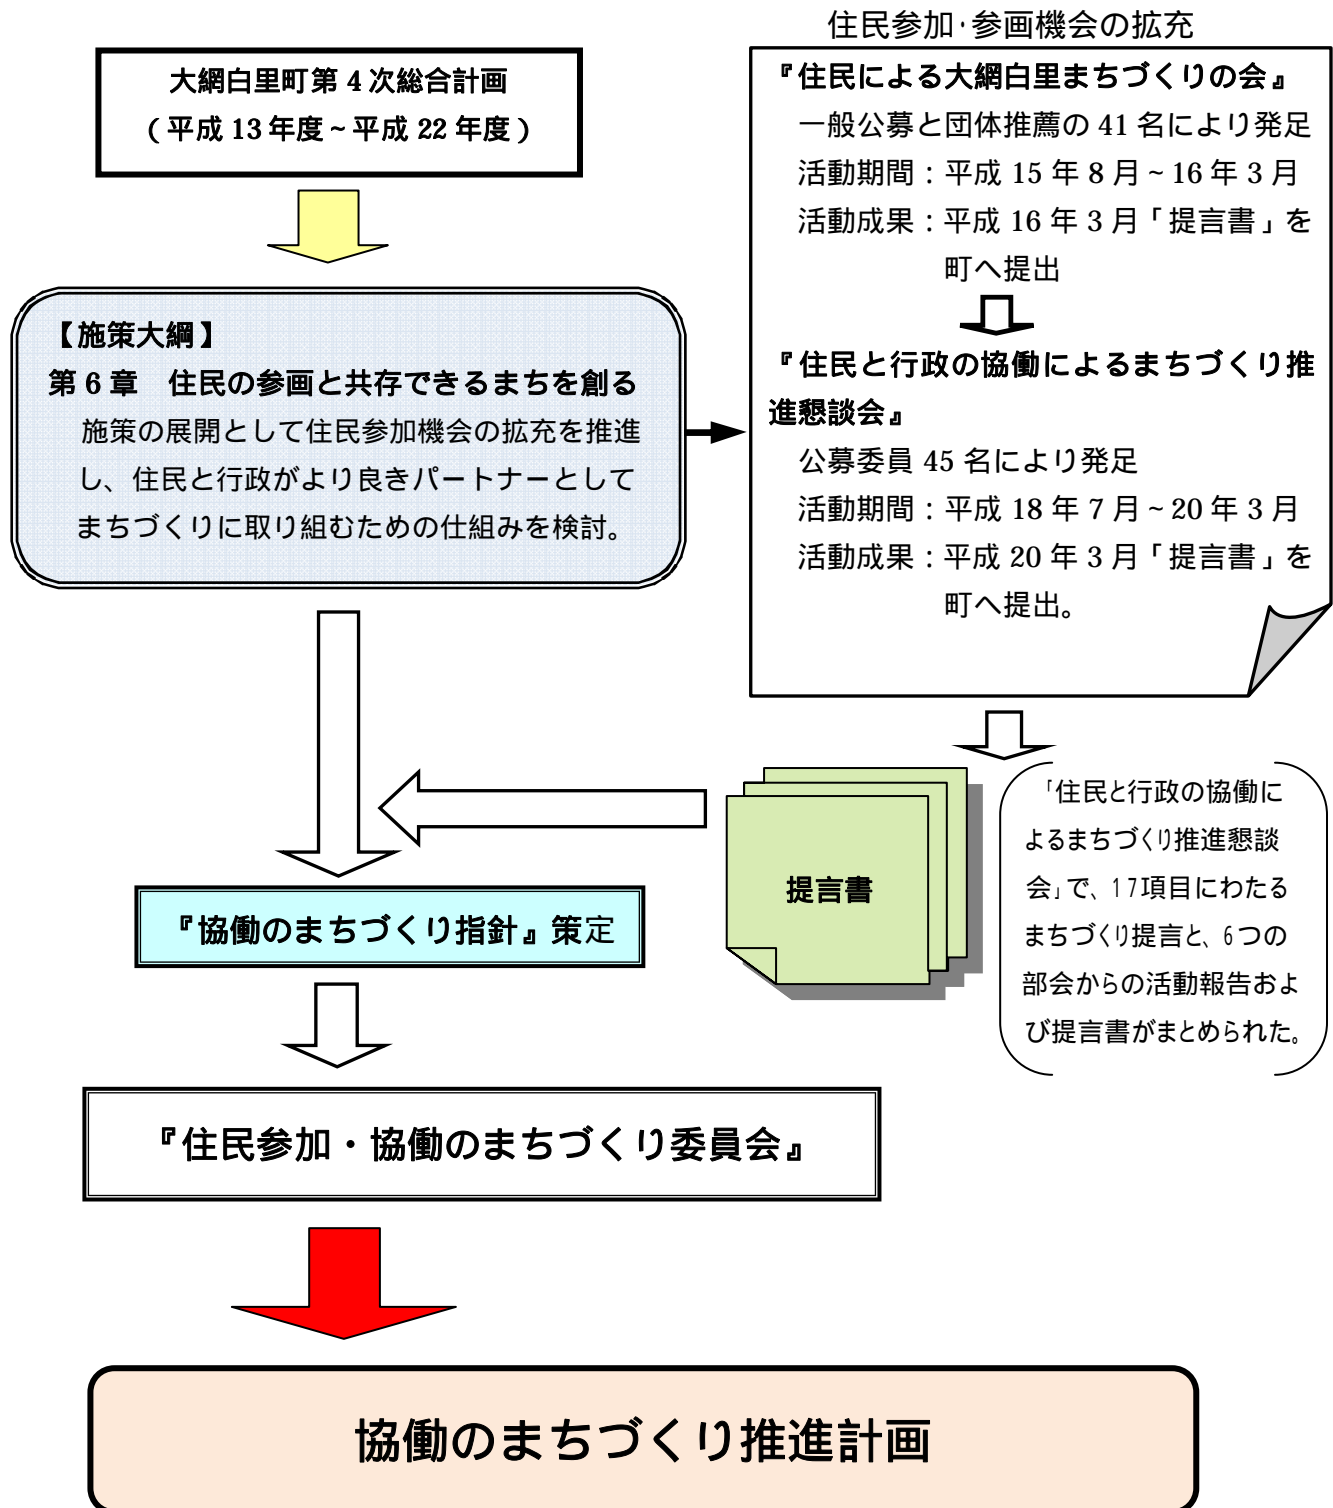 大網白里町第４次総合計画
（平成13年度～平成22年度）
【施策大綱】
第６章　住民の参画と共存できるまちを創る
施策の展開として住民参加機会の拡充を推進
し、住民と行政がより良きパートナーとして
まちづくりに取り組むための仕組みを検討。
住民参加･参画機会の拡充
『住民による大網白里まちづくりの会』
一般公募と団体推薦の41名により発足
活動期間：平成15年8月～16年3月
活動成果：平成16年3月「提言書」を
町へ提出
『住民と行政の協働によるまちづくり推
進懇談会』
公募委員45名により発足
活動期間：平成18年7月～20年3月
活動成果：平成20年3月「提言書」を
町へ提出。
提言書
「住民と行政の協働に
よるまちづくり推進懇談
会」で、17項目にわたる
まちづくり提言と、6つの
部会からの活動報告およ
び提言書がまとめられた。
『協働のまちづくり指針』策定
『住民参加・協働のまちづくり委員会』
協働のまちづくり推進計画